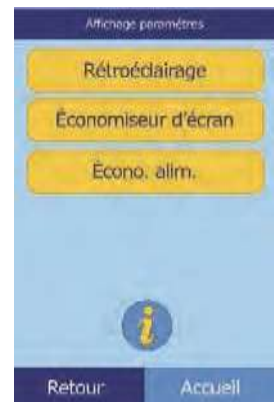 Affichage paramètres
Rétroéclairage
Économiseur d'écran
Écono. alim.
i
Retour
Accueil